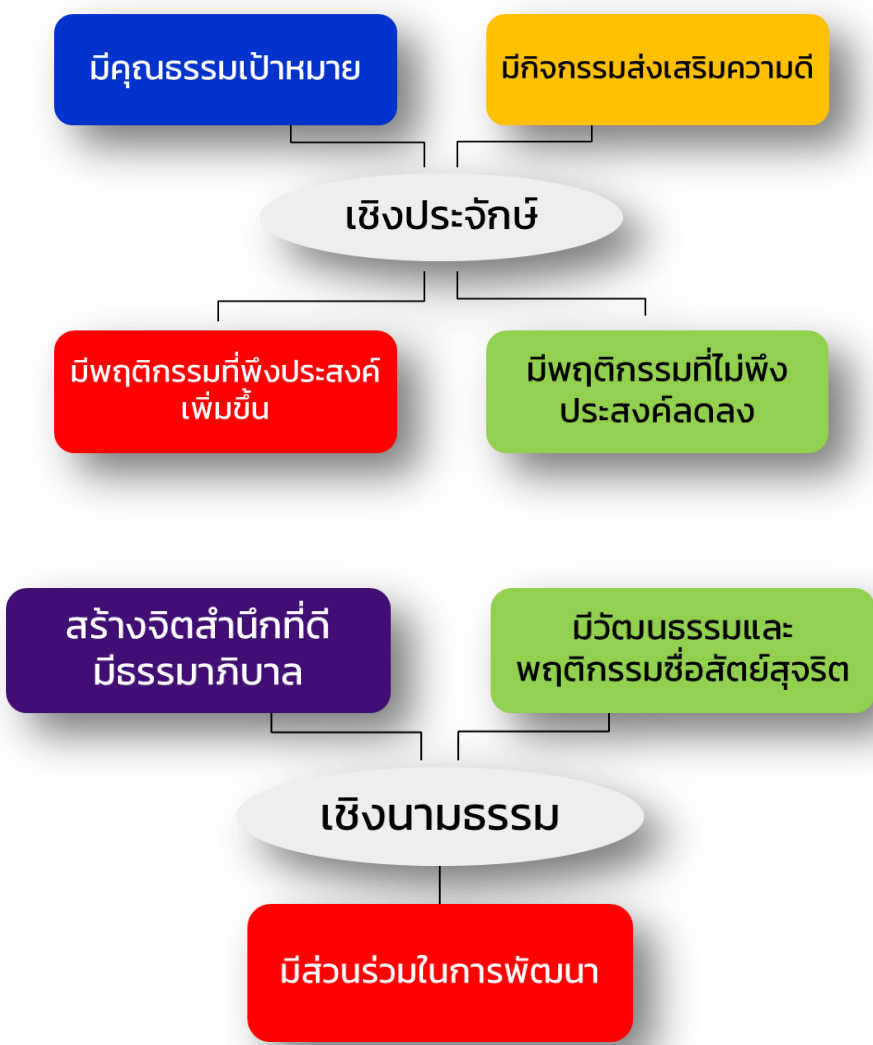 มีคุณธรรมเป้าหมาย
มีกิจกรรมส่งเสริมความดี
เชิงประจักษ์
มีพฤติกรรมที่พึงประสงค์
เพิ่มขึ้น
มีพฤติกรรมที่ไม่พึง
ประสงค์ลดลง
สร้างจิตสำนึกที่ดี
มีธรรมาภิบาล
มีวัฒนธรรมและ
พฤติกรรมซื่อสัตย์สุจริต
เชิงนามธรรม
มีส่วนร่วมในการพัฒนา